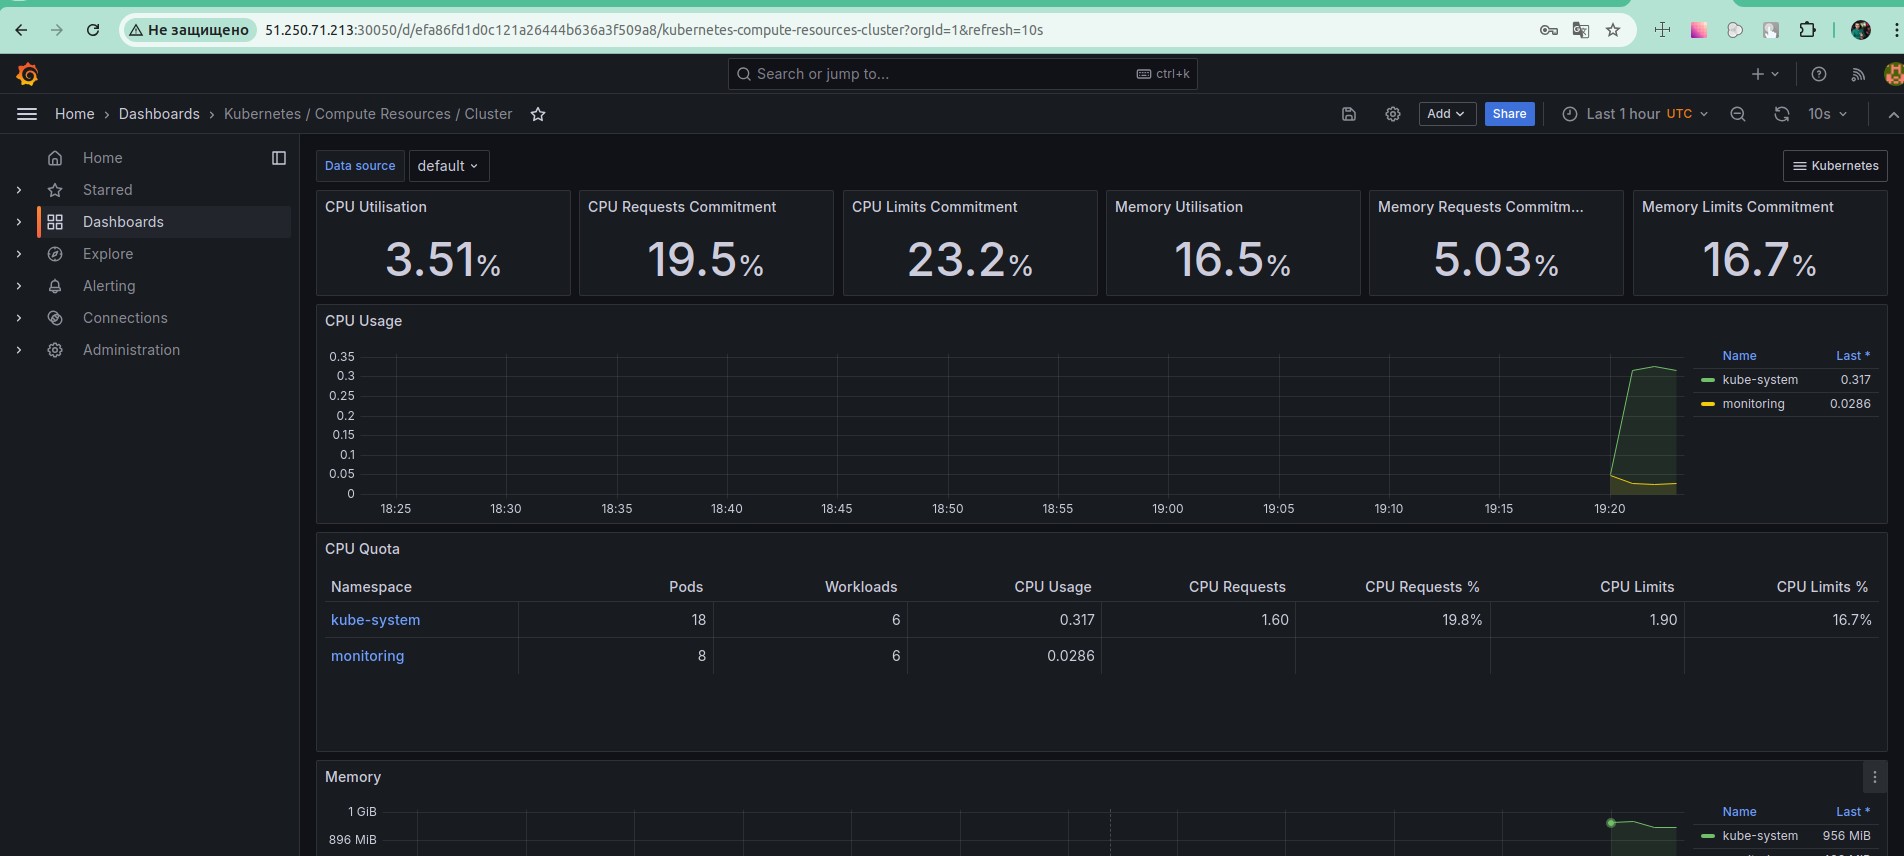 Не защищено 51.250.71.213:30050/d/efa86fd1d0c121a26444b636a3f509a8/kubernetes-compute-resources-cluster?orgId=1&refresh=10s
Search or jump to... ctrl+k
Home › Dashboards › Kubernetes / Compute Resources / Cluster
Add Share Last 1 hour UTC 10s
Home
Starred
Dashboards
Explore
Alerting
Connections
Administration
Data source default Kubernetes
CPU Utilisation
3.51%
CPU Requests Commitment
19.5%
CPU Limits Commitment
23.2%
Memory Utilisation
16.5%
Memory Requests Commitm...
5.03%
Memory Limits Commitment
16.7%
CPU Usage
0.35
0.3
0.25
0.2
0.15
0.1
0.05
0
18:25 18:30 18:35 18:40 18:45 18:50 18:55 19:00 19:05 19:10 19:15 19:20
Name Last *
kube-system 0.317
monitoring 0.0286
CPU Quota
Namespace Pods Workloads CPU Usage CPU Requests CPU Requests % CPU Limits CPU Limits %
kube-system 18 6 0.317 1.60 19.8% 1.90 16.7%
monitoring 8 6 0.0286
Memory
1 GiB
896 MiB
Name Last *
kube-system 956 MiB